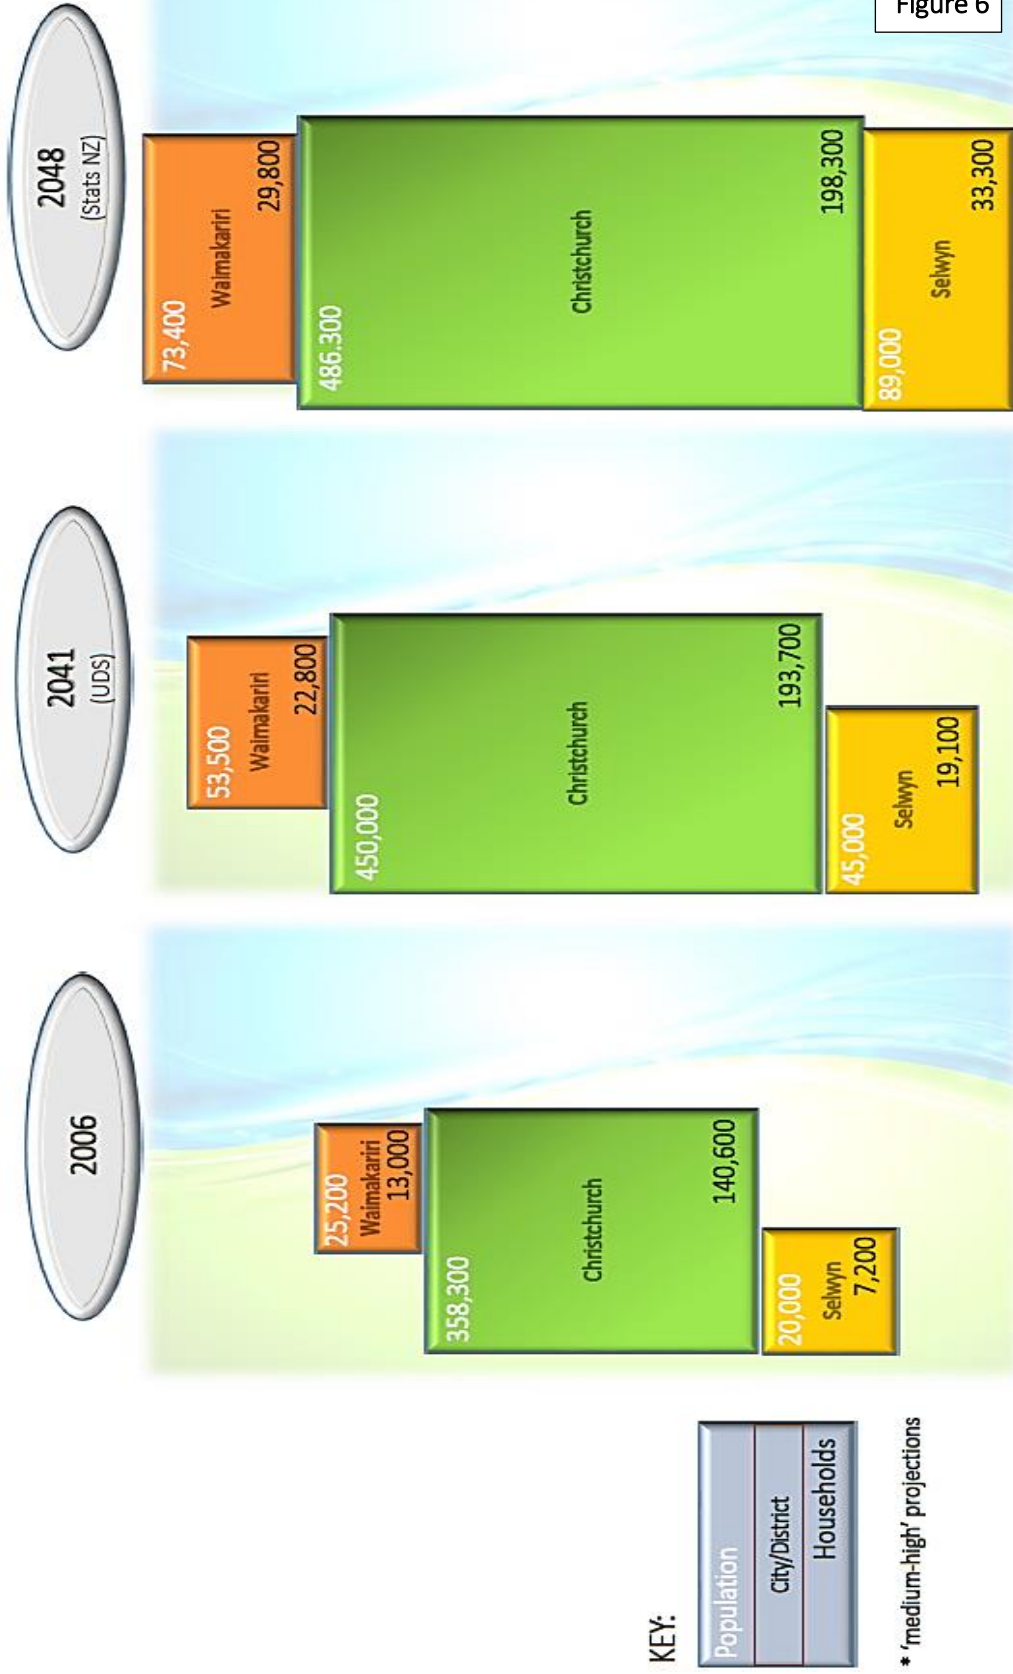 Figure 6
2006
25,200
Waimakariri
13,000
358,300
Christchurch
140,600
20,000
Selwyn
7,200
2041
(UDS)
53,500
Waimakariri
22,800
450,000
Christchurch
193,700
45,000
Selwyn
19,100
2048
(Stats NZ)
73,400
Waimakariri
29,800
486.300
Christchurch
198,300
89,000
Selwyn
33,300
KEY:
Population
City/District
Households
* 'medium-high' projections